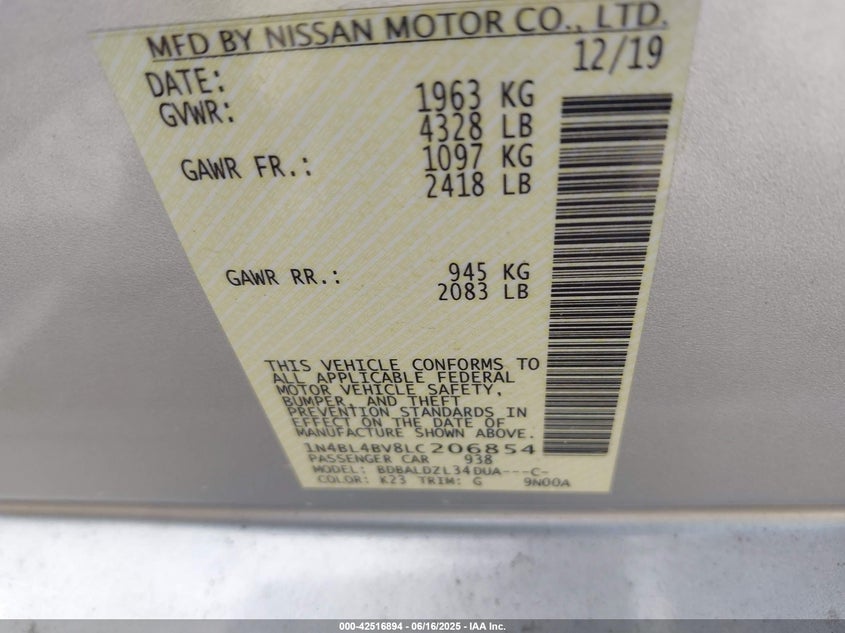 MFD BY NISSAN MOTOR CO., LTD.
DATE: 12/19
GVWR: 1963 KG
4328 LB
GAWR FR.: 1097 KG
2418 LB
GAWR RR.: 945 KG
2083 LB
THIS VEHICLE CONFORMS TO
ALL APPLICABLE FEDERAL
MOTOR VEHICLE SAFETY,
BUMPER, AND THEFT
PREVENTION STANDARDS IN
EFFECT ON THE DATE OF
MANUFACTURE SHOWN ABOVE.
1N4BL4BV8LC206854
PASSENGER CAR 938
MODEL: BDBALDZL34DUA---C-
COLOR: K23 TRIM: G 9N00A
000-42516894 - 06/16/2025 - IAA Inc.